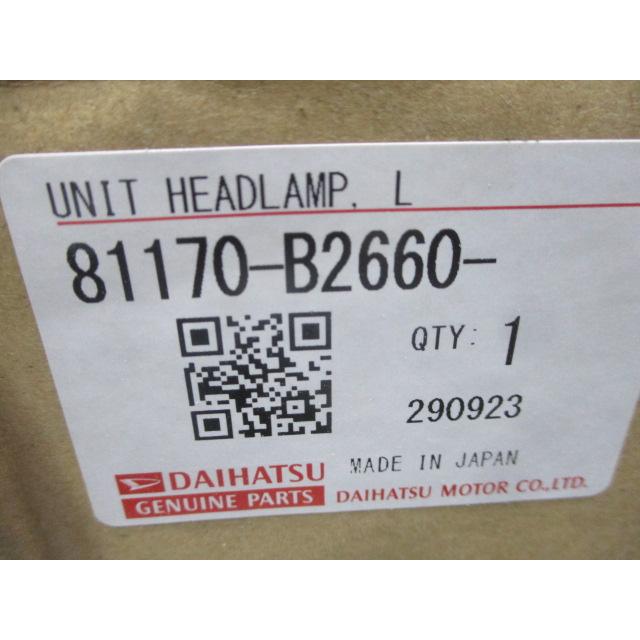 UNIT HEADLAMP, L
81170-B2660-
QTY: 1
290923
MADE IN JAPAN
DAIHATSU
GENUINE PARTS
DAIHATSU MOTOR CO.,LTD.